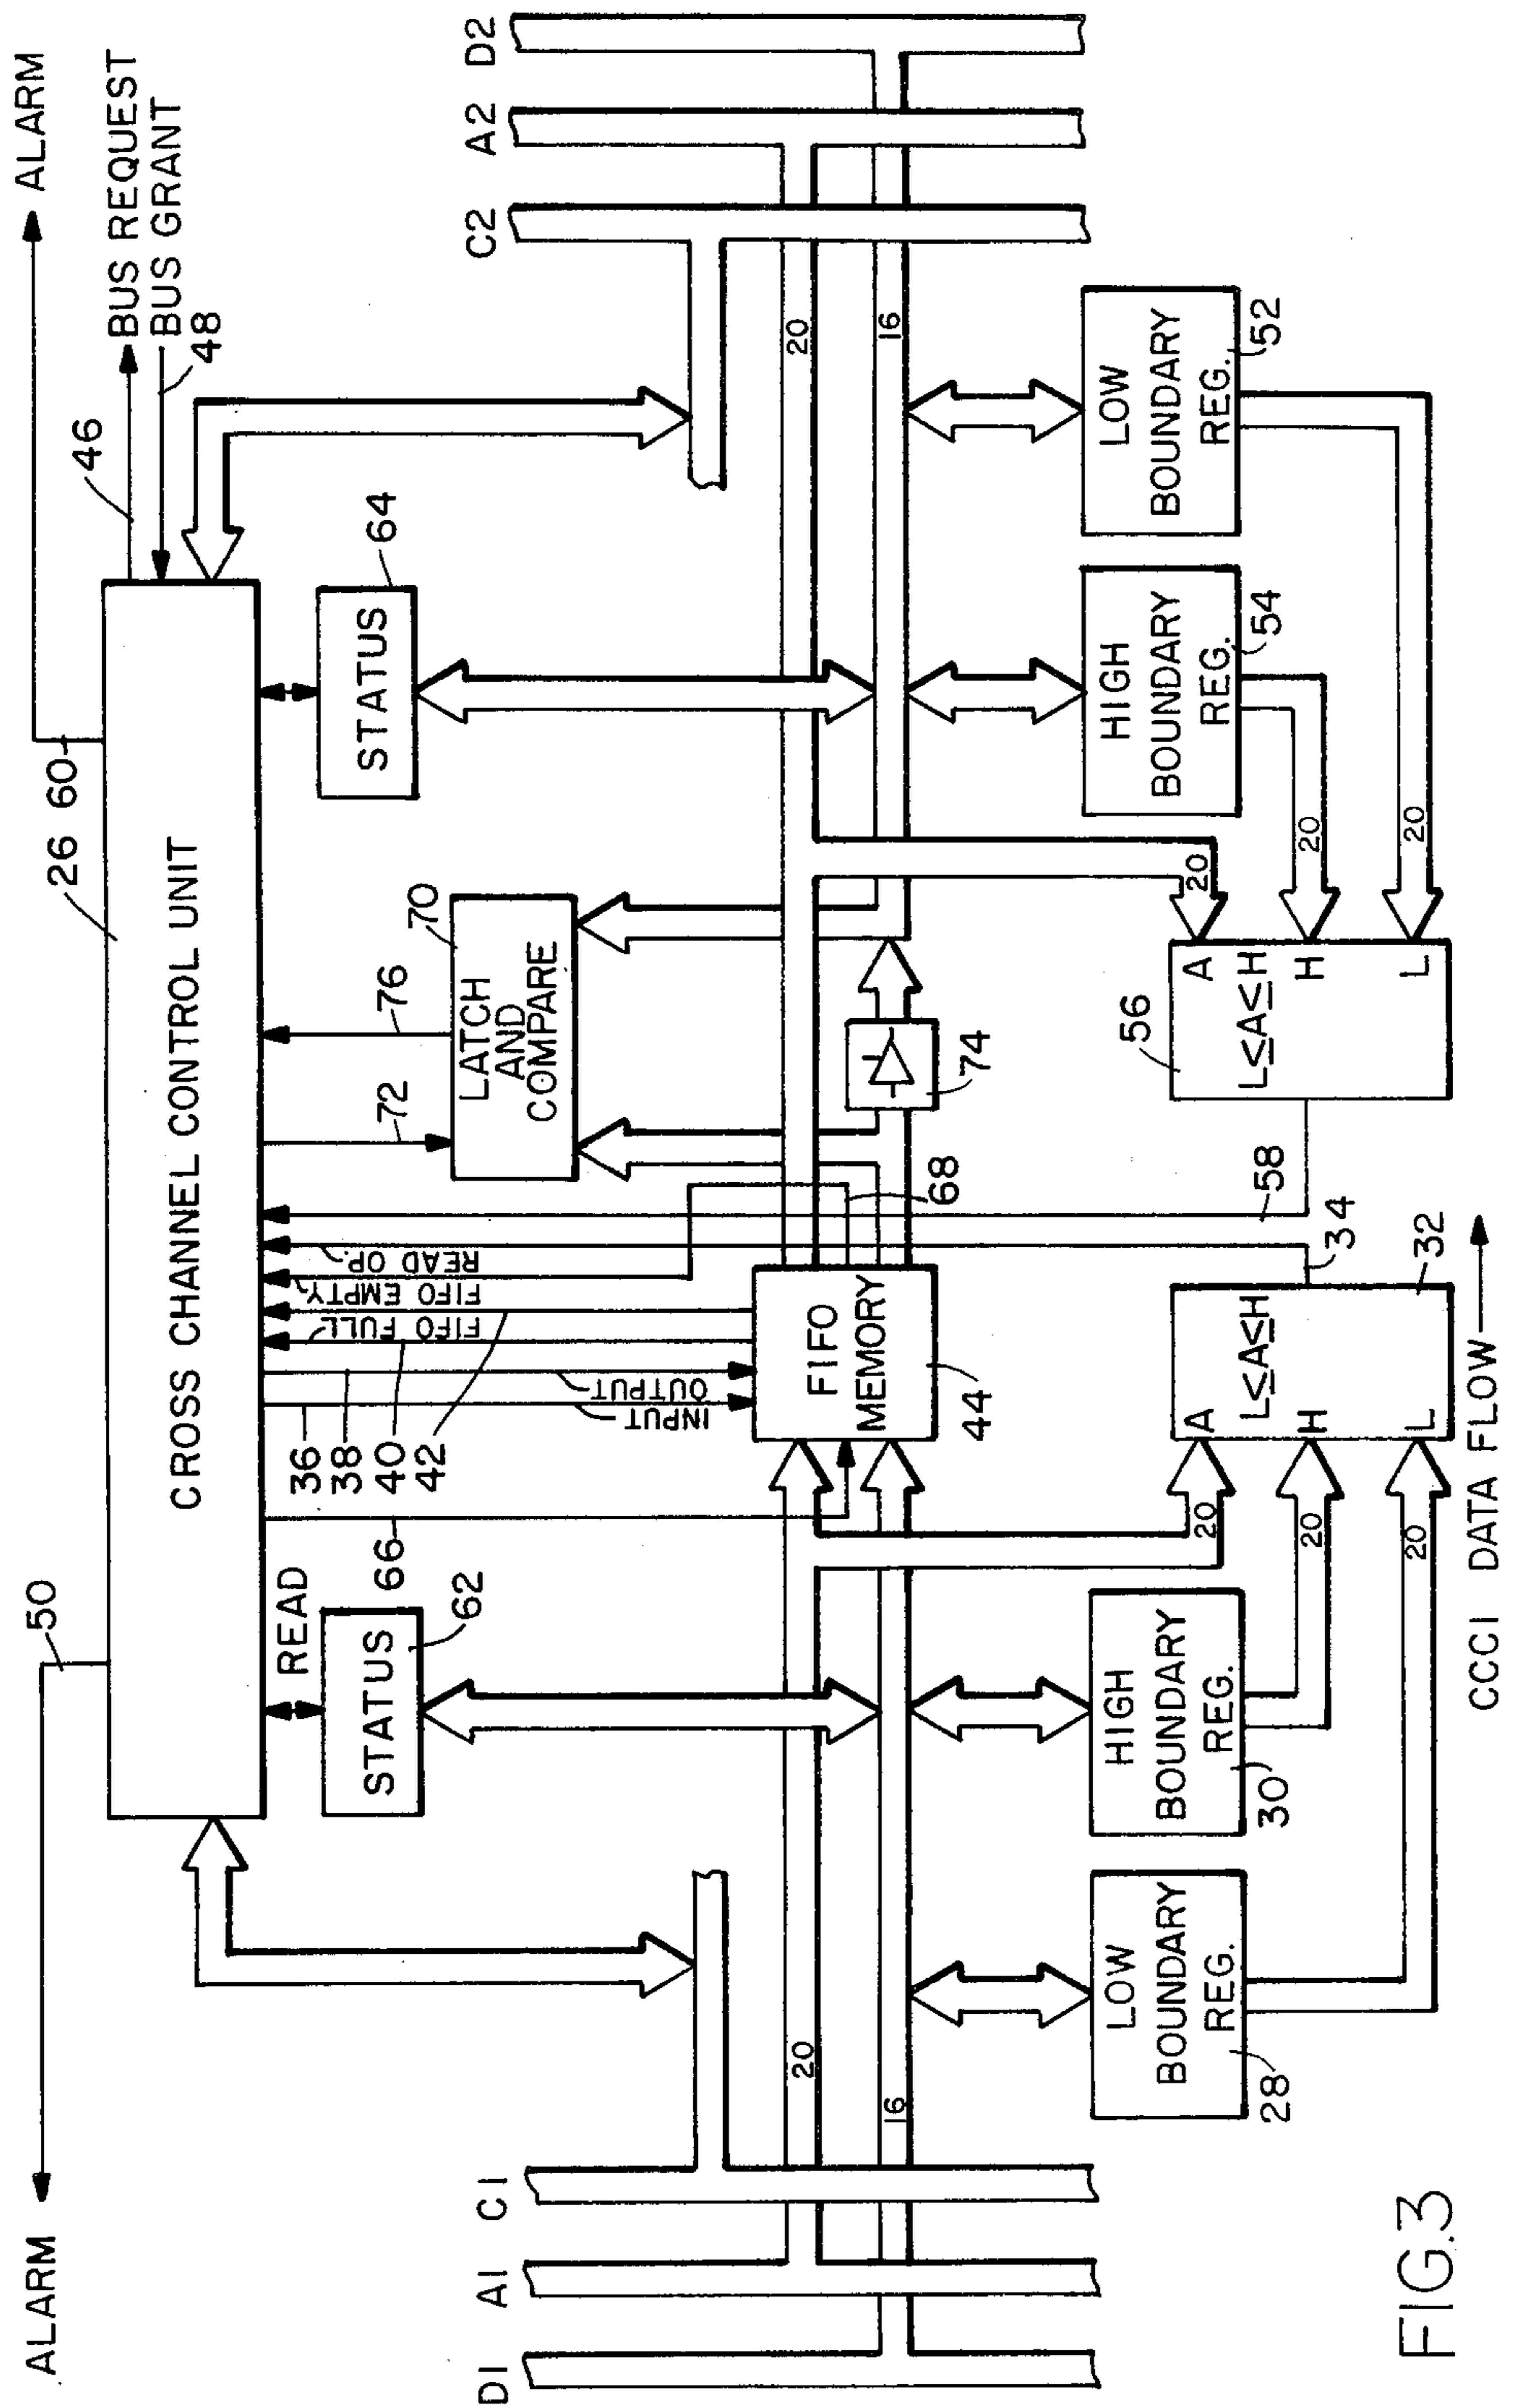 ALARM
50
26
60
ALARM
46
BUS REQUEST
BUS GRANT
48
CROSS CHANNEL CONTROL UNIT
READ
STATUS
62
66
36
38
40
42
INPUT
OUTPUT
FIFO FULL
FIFO EMPTY
READ OP.
72
76
70
LATCH
AND
COMPARE
STATUS
64
D1
A1
C1
C2
A2
D2
20
16
20
16
FIFO
MEMORY
44
68
74
LOW
BOUNDARY
REG.
28
HIGH
BOUNDARY
REG.
30
20
20
20
A
L≤A≤H
H
L
32
34
58
56
A
L≤A≤H
H
L
20
20
20
HIGH
BOUNDARY
REG.
54
LOW
BOUNDARY
REG.
52
CCC1 DATA FLOW
FIG.3